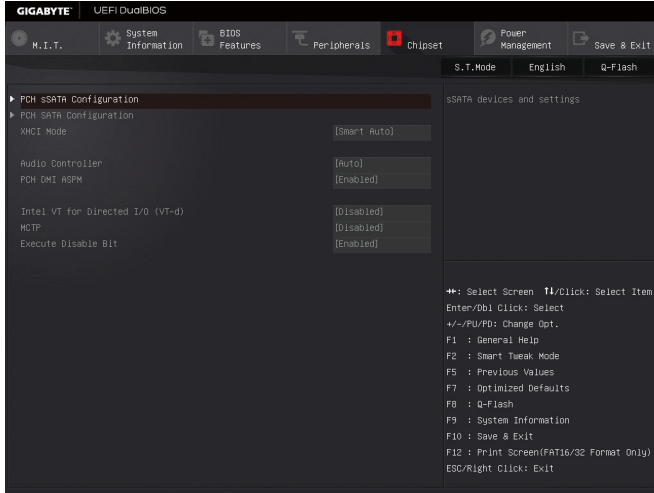 GIGABYTE™ UEFI DualBIOS
M.I.T.
System Information
BIOS Features
Peripherals
Chipset
Power Management
Save & Exit
S.T.Mode English Q-Flash
PCH sSATA Configuration
PCH SATA Configuration
XHCI Mode [Smart Auto]
Audio Controller [Auto]
PCH DMI ASPM [Enabled]
Intel VT for Directed I/O (VT-d) [Disabled]
MCTP [Disabled]
Execute Disable Bit [Enabled]
sSATA devices and settings
→←: Select Screen ↑↓/Click: Select Item
Enter/Dbl Click: Select
+/-/PU/PD: Change Opt.
F1 : General Help
F2 : Smart Tweak Mode
F5 : Previous Values
F7 : Optimized Defaults
F8 : Q-Flash
F9 : System Information
F10 : Save & Exit
F12 : Print Screen(FAT16/32 Format Only)
ESC/Right Click: Exit